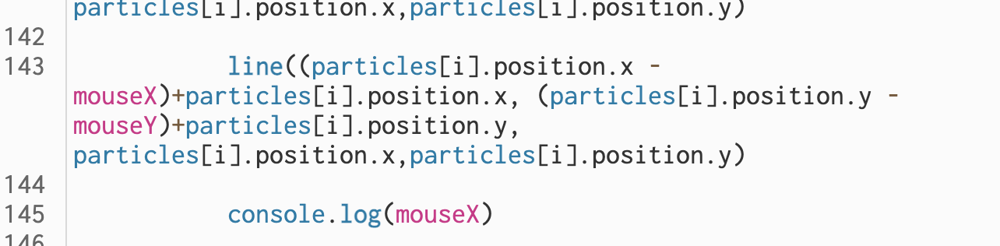 particles[i].position.x,particles[i].position.y)
142
143 line((particles[i].position.x -
mouseX)+particles[i].position.x, (particles[i].position.y -
mouseY)+particles[i].position.y,
particles[i].position.x,particles[i].position.y)
144
145 console.log(mouseX)
146